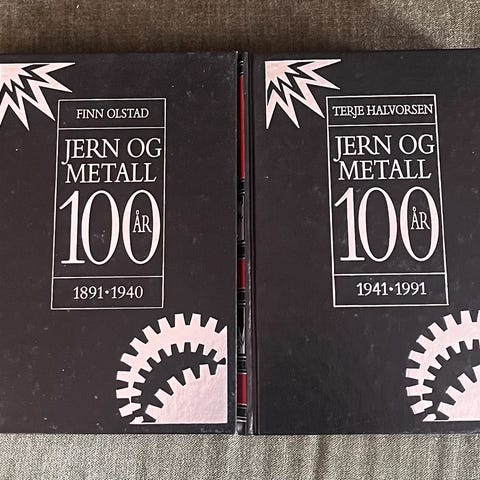 FINN OLSTAD
JERN OG
METALL
100 ÅR
1891·1940
TERJE HALVORSEN
JERN OG
METALL
100 ÅR
1941·1991